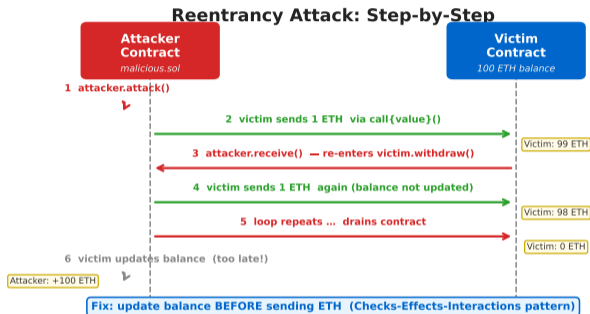 Reentrancy Attack: Step-by-Step
Attacker
Contract
malicious.sol
Victim
Contract
100 ETH balance
1 attacker.attack()
2 victim sends 1 ETH via call{value}()
Victim: 99 ETH
3 attacker.receive() — re-enters victim.withdraw()
4 victim sends 1 ETH again (balance not updated)
Victim: 98 ETH
5 loop repeats ... drains contract
Victim: 0 ETH
6 victim updates balance (too late!)
Attacker: +100 ETH
Fix: update balance BEFORE sending ETH (Checks-Effects-Interactions pattern)